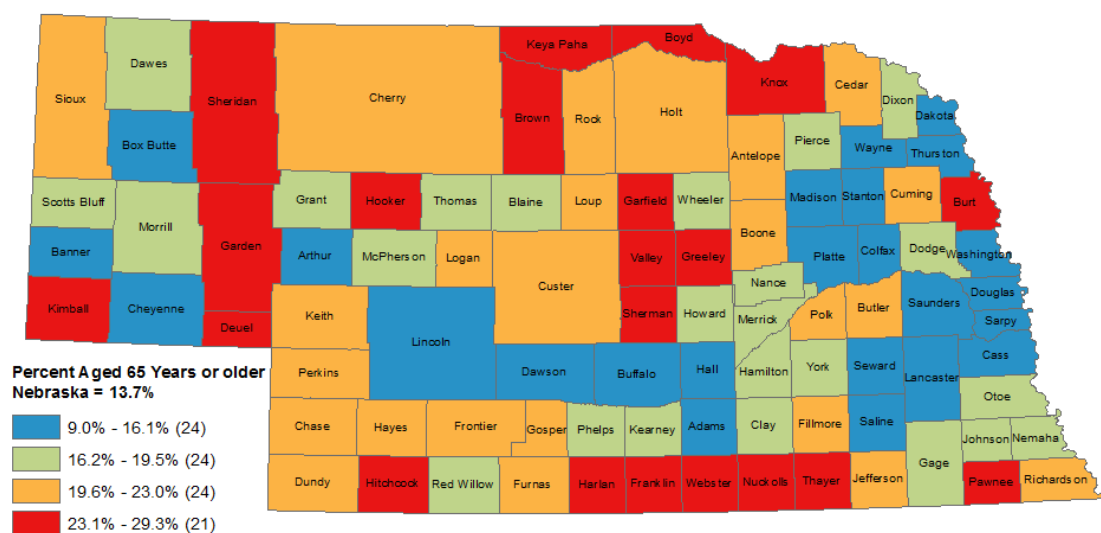 Keya Paha
Boyd
Dawes
Sheridan
Cherry
Knox
Cedar
Sioux
Brown
Rock
Holt
Dixon
Dakota
Box Butte
Antelope
Pierce
Wayne
Thurston
Scotts Bluff
Grant
Hooker
Thomas
Blaine
Loup
Garfield
Wheeler
Madison
Stanton
Cuming
Burt
Morrill
Garden
Banner
Arthur
McPherson
Logan
Valley
Greeley
Boone
Platte
Colfax
Dodge
Washington
Kimball
Cheyenne
Deuel
Keith
Custer
Sherman
Howard
Nance
Merrick
Polk
Butler
Saunders
Douglas
Sarpy
Lincoln
Perkins
Dawson
Buffalo
Hall
Hamilton
York
Seward
Lancaster
Cass
Otoe
Chase
Hayes
Frontier
Gosper
Phelps
Kearney
Adams
Clay
Fillmore
Saline
Johnson
Nemaha
Gage
Dundy
Hitchcock
Red Willow
Furnas
Harlan
Franklin
Webster
Nuckolls
Thayer
Jefferson
Pawnee
Richardson
Percent Aged 65 Years or older
Nebraska = 13.7%
9.0% - 16.1% (24)
16.2% - 19.5% (24)
19.6% - 23.0% (24)
23.1% - 29.3% (21)